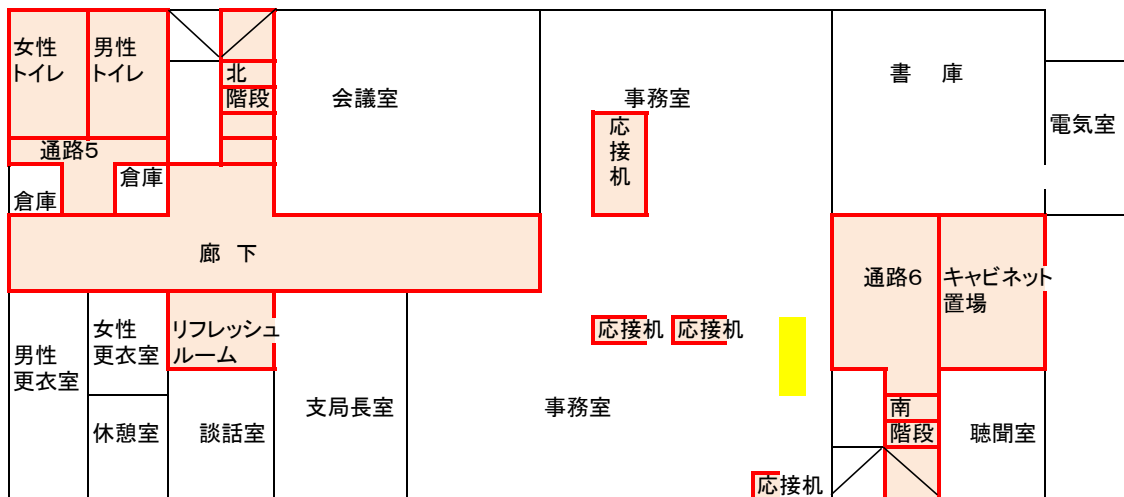 女性
トイレ
男性
トイレ
北
階段
会議室
事務室
書　庫
応
接
机
電気室
通路5
倉庫
倉庫
廊　下
通路6
キャビネット
置場
女性
更衣室
リフレッシュ
ルーム
応接机
応接机
男性
更衣室
支局長室
事務室
南
階段
休憩室
談話室
聴聞室
応接机